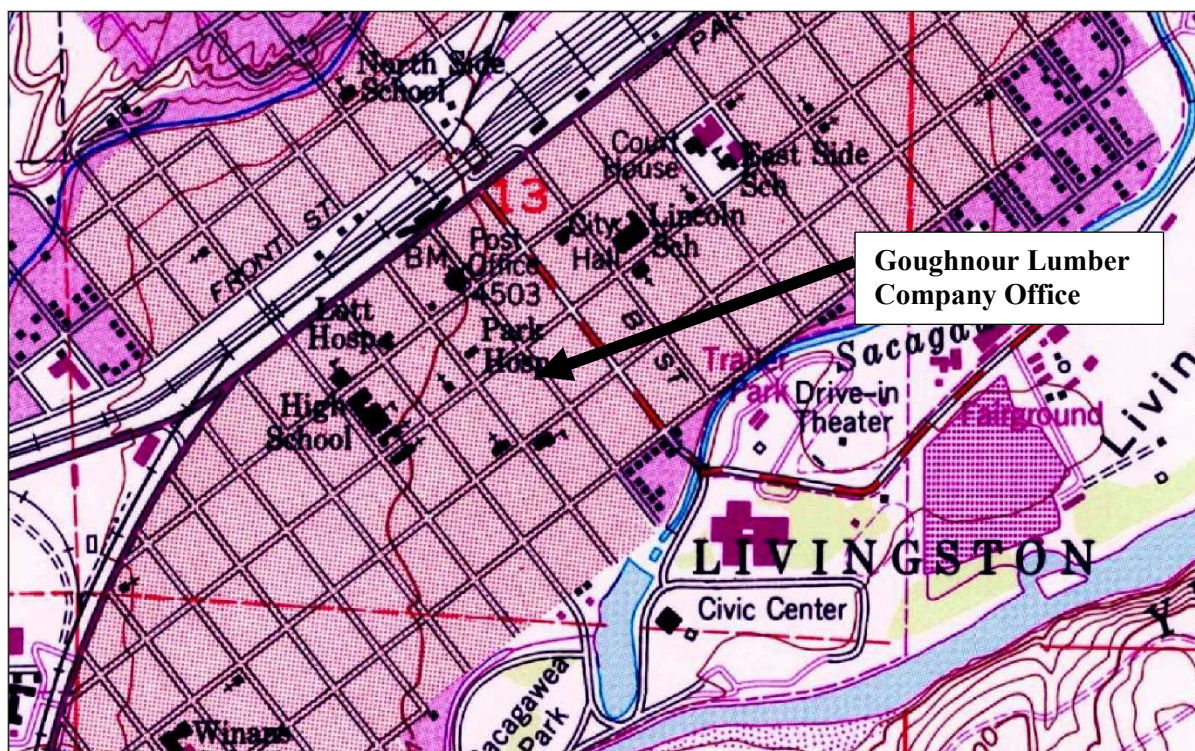 PARK
North Side
School
Court
House
East Side
Sch
13
FRONT ST
BM
Post
Office
4503
City
Hall
Lincoln
Sch
Goughnour Lumber
Company Office
Lott
Hosp
Park
Hosp
B ST
Trailer
Park
Drive-in
Theater
Fairground
High
School
LIVINGSTON
Civic Center
Y
Sacagawea
Park
Winans